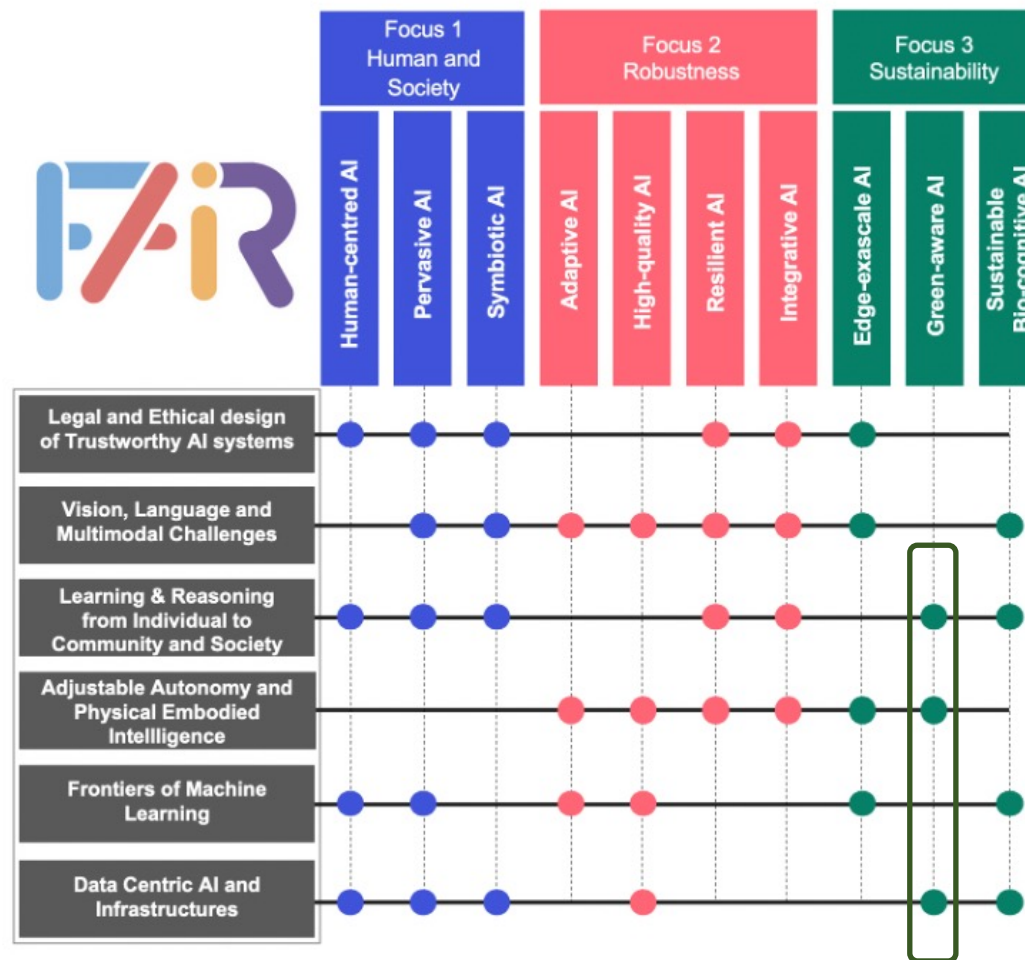 Focus 1
Human and
Society
Focus 2
Robustness
Focus 3
Sustainability
FAiR
Human-centred AI
Pervasive AI
Symbiotic AI
Adaptive AI
High-quality AI
Resilient AI
Integrative AI
Edge-exascale AI
Green-aware AI
Sustainable
Bio-cognitive AI
Legal and Ethical design
of Trustworthy AI systems
Vision, Language and
Multimodal Challenges
Learning & Reasoning
from Individual to
Community and Society
Adjustable Autonomy and
Physical Embodied
Intellligence
Frontiers of Machine
Learning
Data Centric AI and
Infrastructures